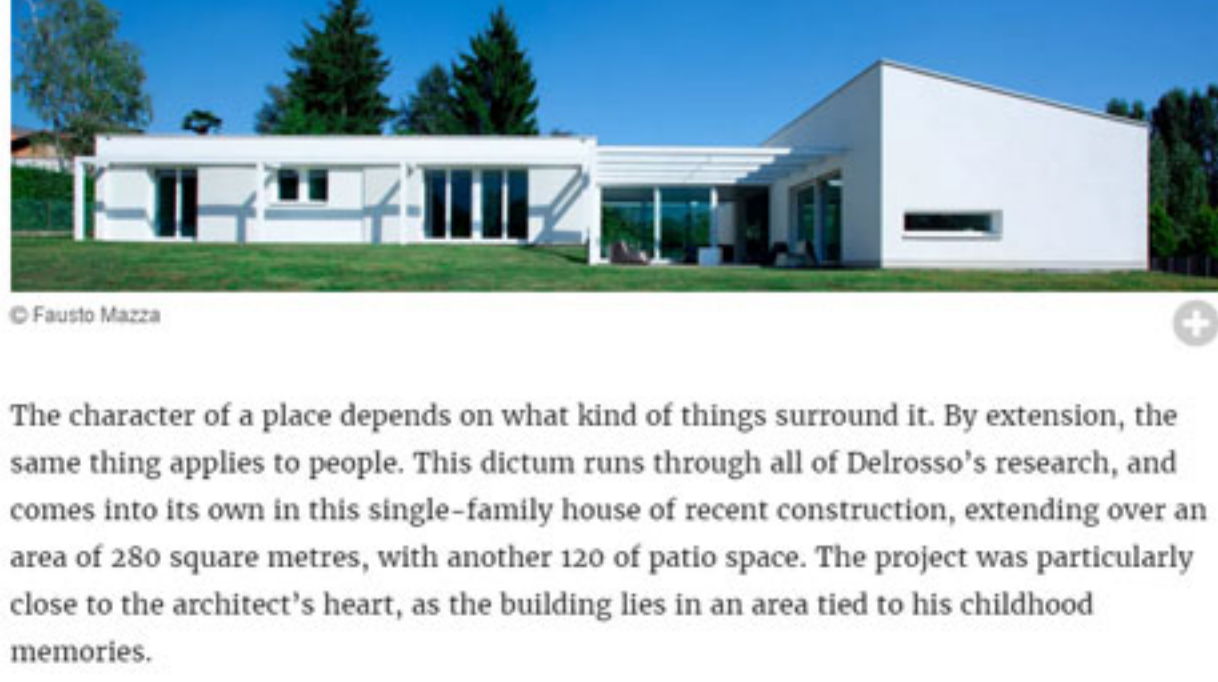 © Fausto Mazza
The character of a place depends on what kind of things surround it. By extension, the
same thing applies to people. This dictum runs through all of Delrosso’s research, and
comes into its own in this single-family house of recent construction, extending over an
area of 280 square metres, with another 120 of patio space. The project was particularly
close to the architect’s heart, as the building lies in an area tied to his childhood
memories.